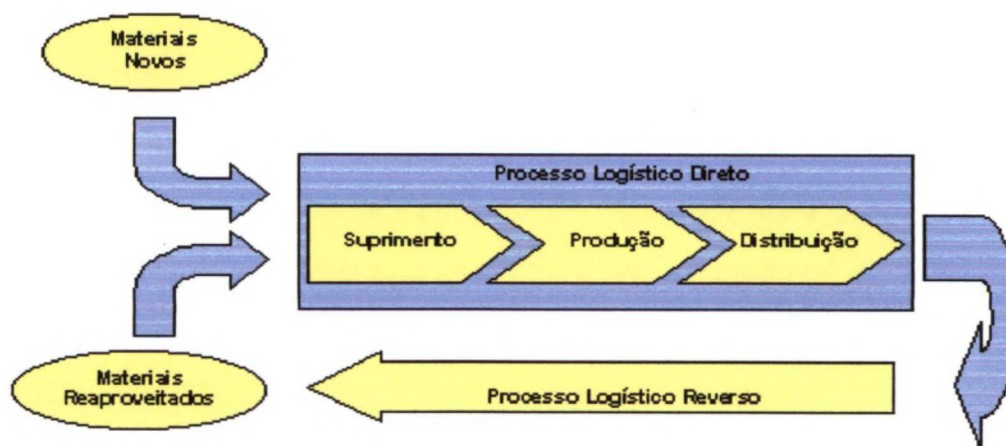 Materiais
Novos
Processo Logístico Direto
Suprimento
Produção
Distribuição
Materiais
Reaproveitados
Processo Logístico Reverso